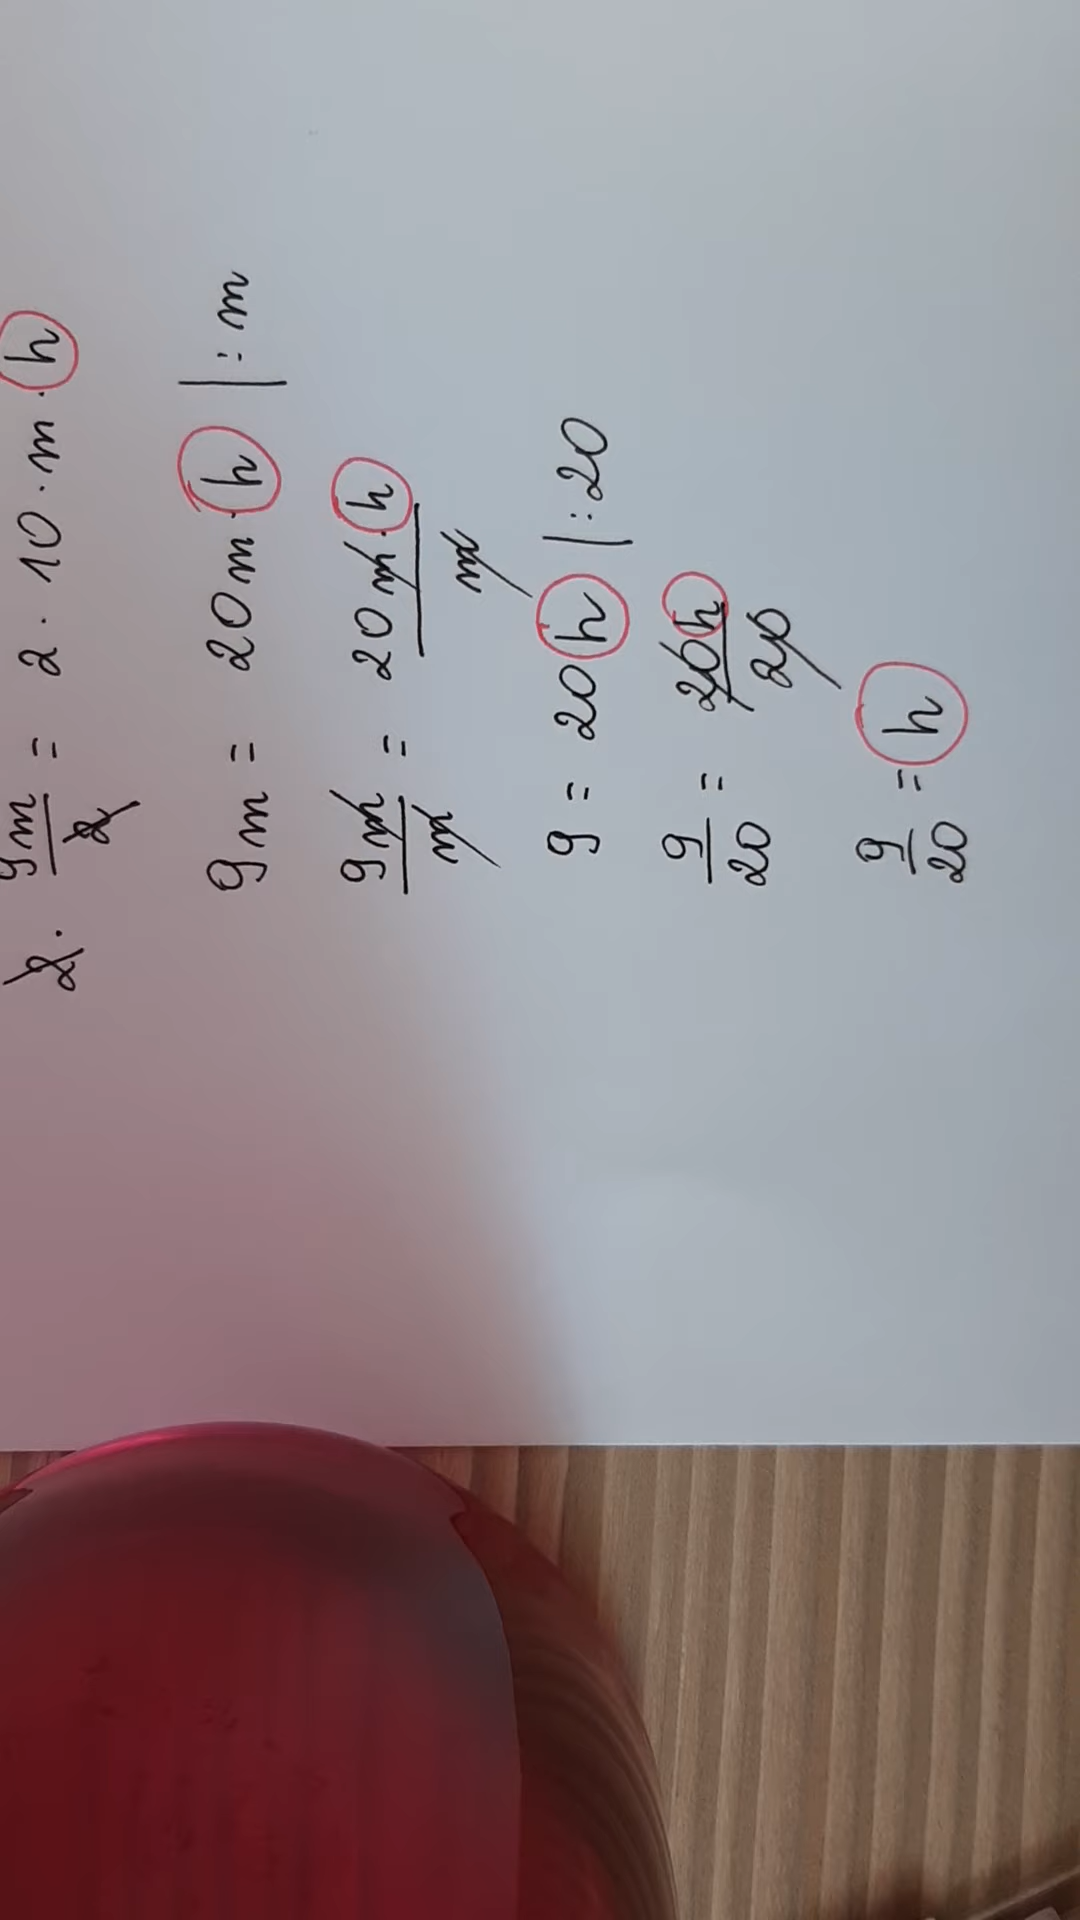 2 · 9m/2 = 2 · 10 · m · h
9m = 20m · h | : m
9m/m = 20m · h/m
9 = 20h | : 20
9/20 = 20h/20
9/20 = h